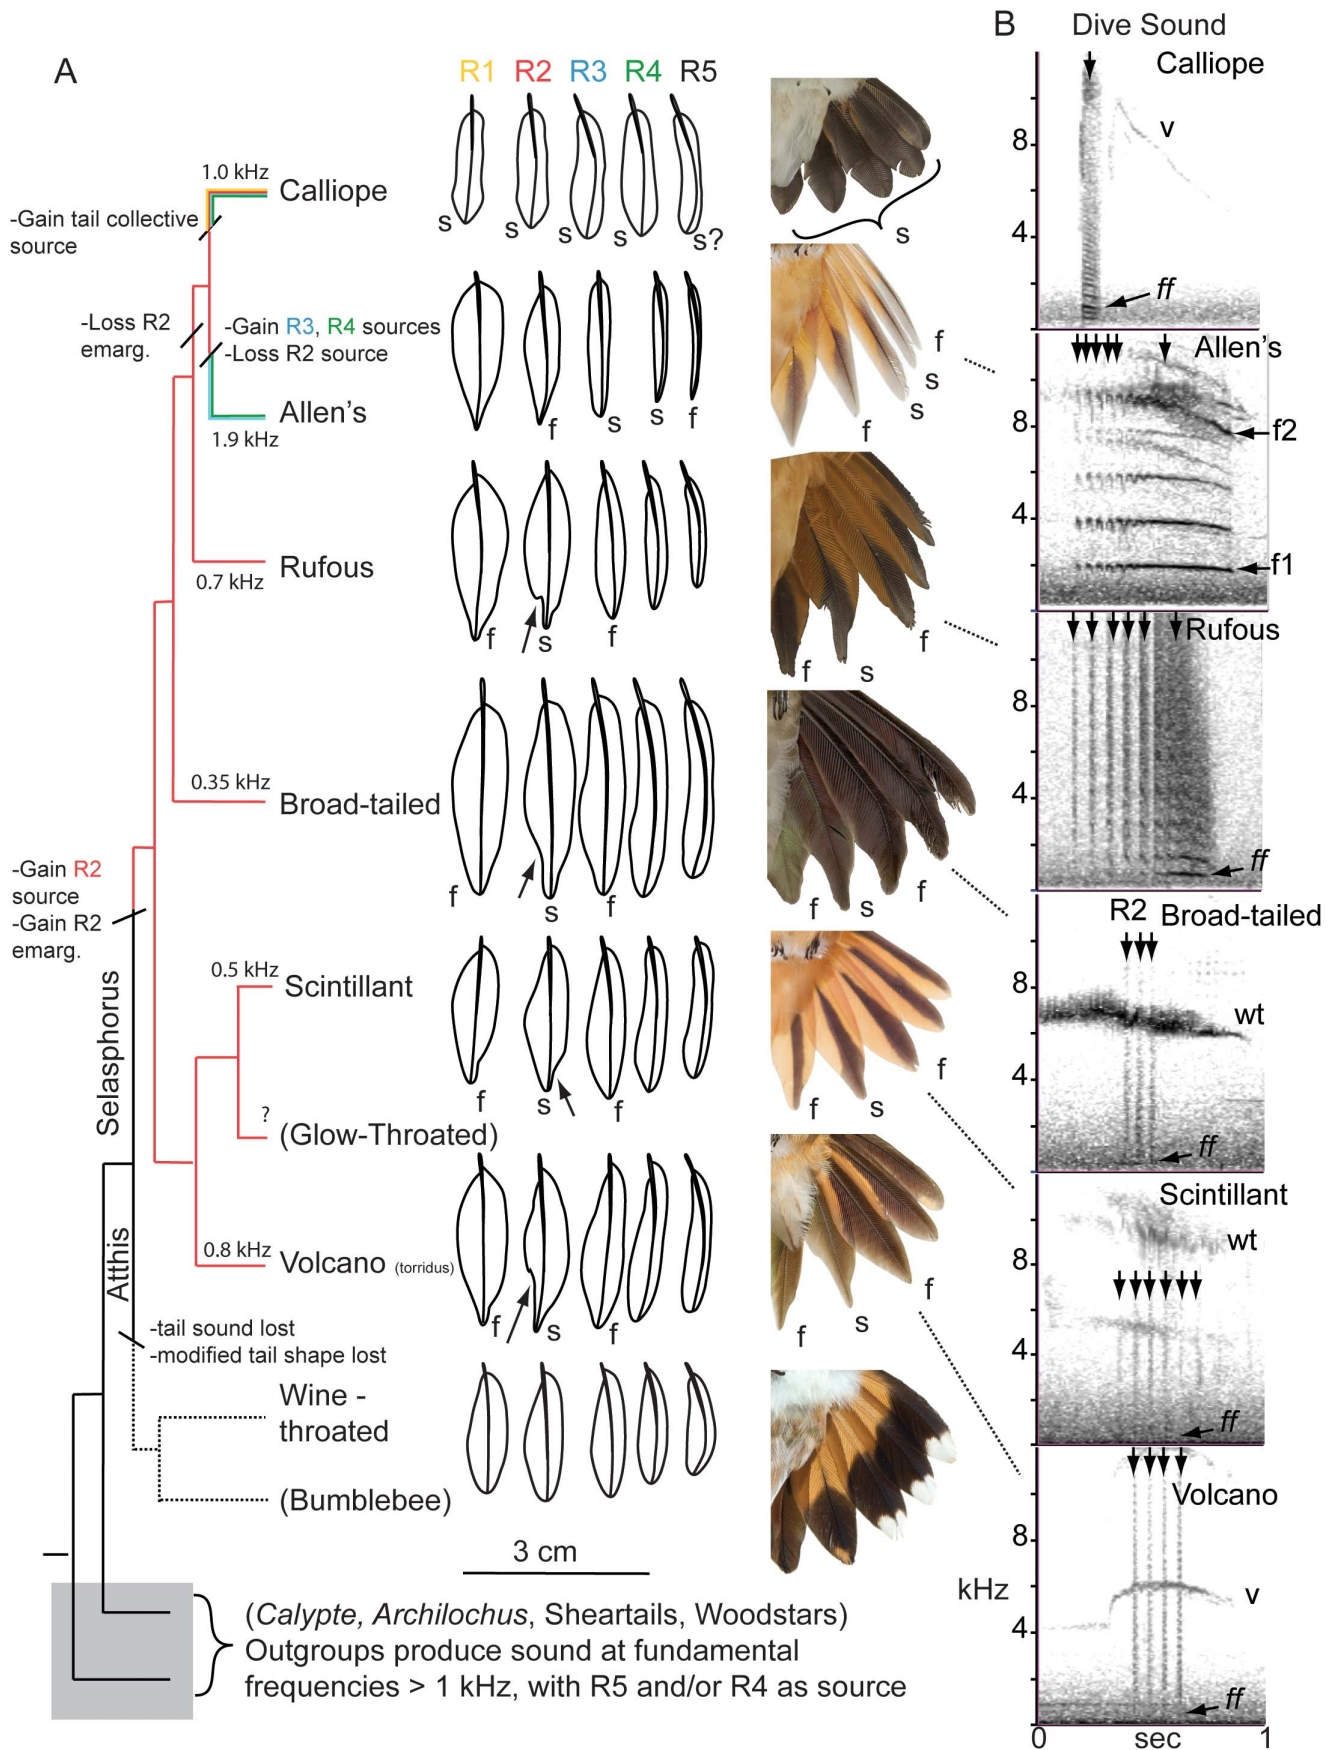 A
R1 R2 R3 R4 R5
1.0 kHz
Calliope
-Gain tail collective
source
s s s s s?
s
-Loss R2
emarg.
-Gain R3, R4 sources
-Loss R2 source
Allen's
1.9 kHz
f s s f
f
s
s
f
Rufous
0.7 kHz
f s f
f s f
0.35 kHz
Broad-tailed
f s f
f s f
-Gain R2
source
-Gain R2
emarg.
Selasphorus
0.5 kHz
Scintillant
f s f
f s f
?
(Glow-Throated)
0.8 kHz
Volcano (torridus)
f s f
f s f
Atthis
-tail sound lost
-modified tail shape lost
Wine -
throated
(Bumblebee)
3 cm
(Calypte, Archilochus, Sheartails, Woodstars)
Outgroups produce sound at fundamental
frequencies > 1 kHz, with R5 and/or R4 as source
B
Dive Sound
Calliope
v
8
4
ff
Allen's
8
f2
4
f1
Rufous
8
4
ff
R2 Broad-tailed
8
wt
4
ff
Scintillant
wt
8
4
ff
Volcano
8
kHz
v
4
ff
0 sec 1